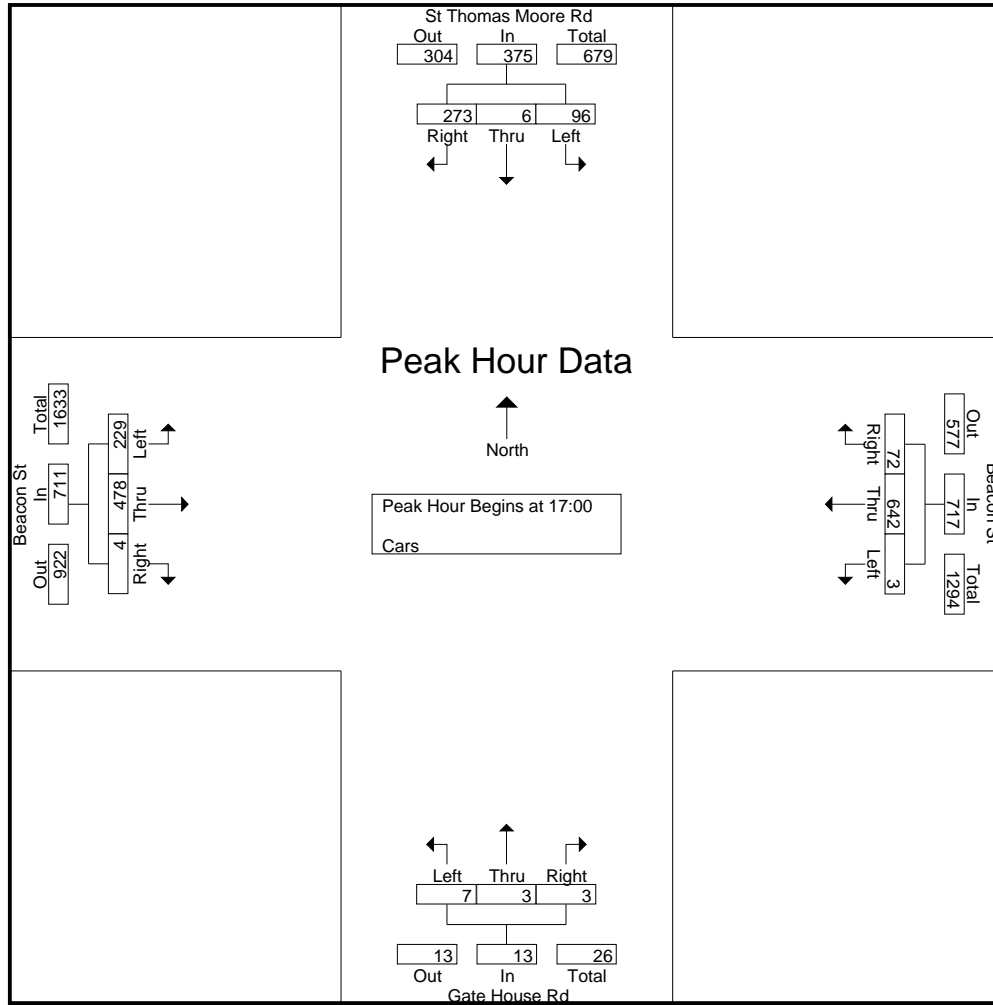 St Thomas Moore Rd
Out In Total
304 375 679
273 6 96
Right Thru Left
Peak Hour Data
North
Peak Hour Begins at 17:00
Cars
Beacon St
Total In Out
1633 711 922
229 478 4
Left Thru Right
Beacon St
Out In Total
577 717 1294
72 642 3
Right Thru Left
Left Thru Right
7 3 3
13 13 26
Out In Total
Gate House Rd